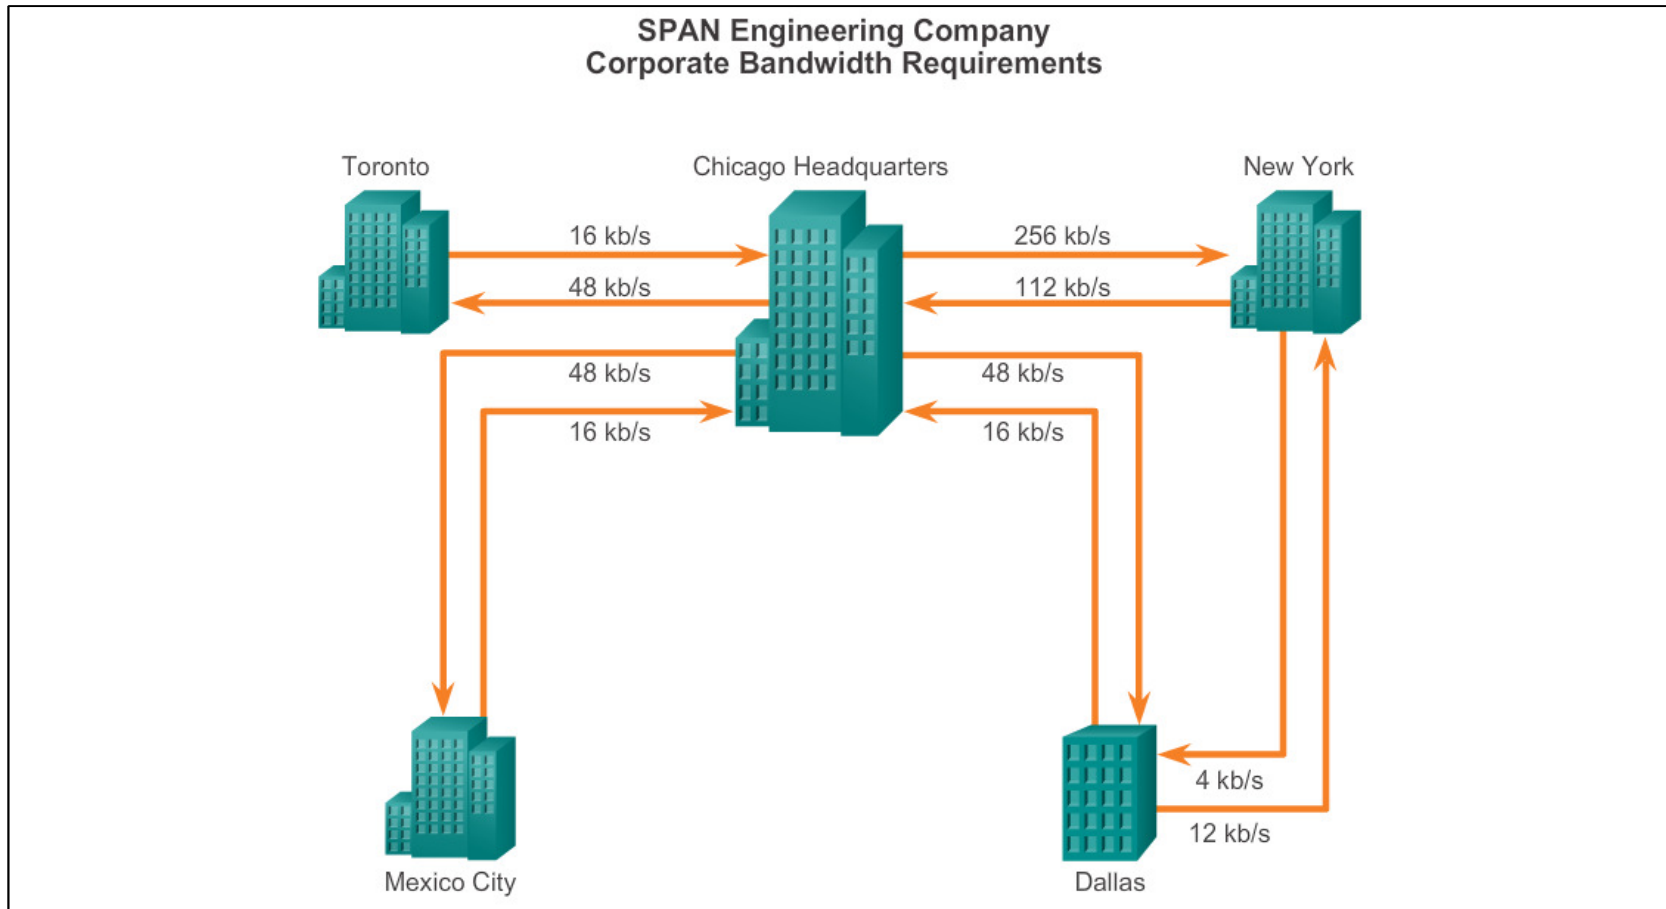 SPAN Engineering Company
Corporate Bandwidth Requirements
Toronto
Chicago Headquarters
New York
16 kb/s
256 kb/s
48 kb/s
112 kb/s
48 kb/s
48 kb/s
16 kb/s
16 kb/s
4 kb/s
12 kb/s
Mexico City
Dallas